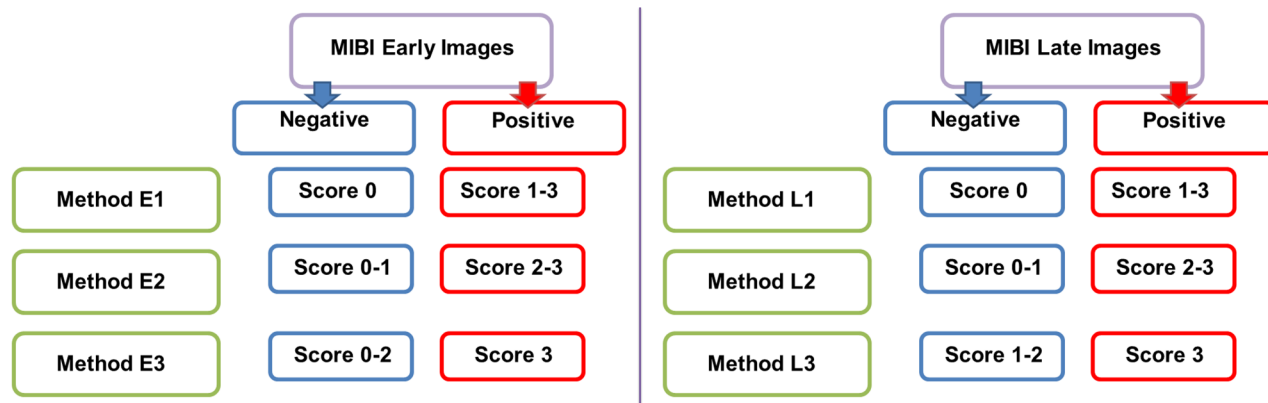 MIBI Early Images
Negative
Positive
Method E1
Score 0
Score 1-3
Method E2
Score 0-1
Score 2-3
Method E3
Score 0-2
Score 3
MIBI Late Images
Negative
Positive
Method L1
Score 0
Score 1-3
Method L2
Score 0-1
Score 2-3
Method L3
Score 1-2
Score 3